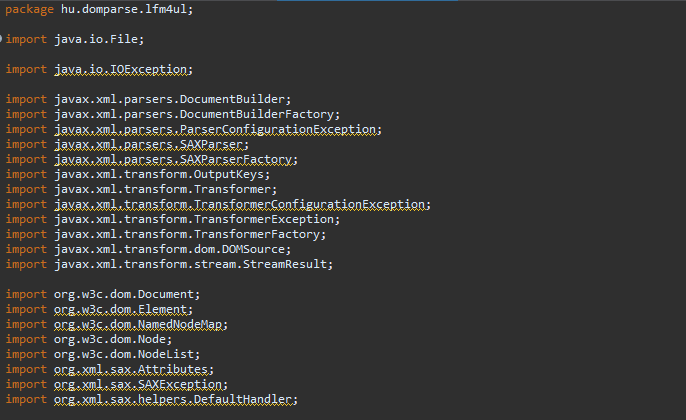 package hu.domparse.lfm4ul;
import java.io.File;
import java.io.IOException;
import javax.xml.parsers.DocumentBuilder;
import javax.xml.parsers.DocumentBuilderFactory;
import javax.xml.parsers.ParserConfigurationException;
import javax.xml.parsers.SAXParser;
import javax.xml.parsers.SAXParserFactory;
import javax.xml.transform.OutputKeys;
import javax.xml.transform.Transformer;
import javax.xml.transform.TransformerConfigurationException;
import javax.xml.transform.TransformerException;
import javax.xml.transform.TransformerFactory;
import javax.xml.transform.dom.DOMSource;
import javax.xml.transform.stream.StreamResult;
import org.w3c.dom.Document;
import org.w3c.dom.Element;
import org.w3c.dom.NamedNodeMap;
import org.w3c.dom.Node;
import org.w3c.dom.NodeList;
import org.xml.sax.Attributes;
import org.xml.sax.SAXException;
import org.xml.sax.helpers.DefaultHandler;